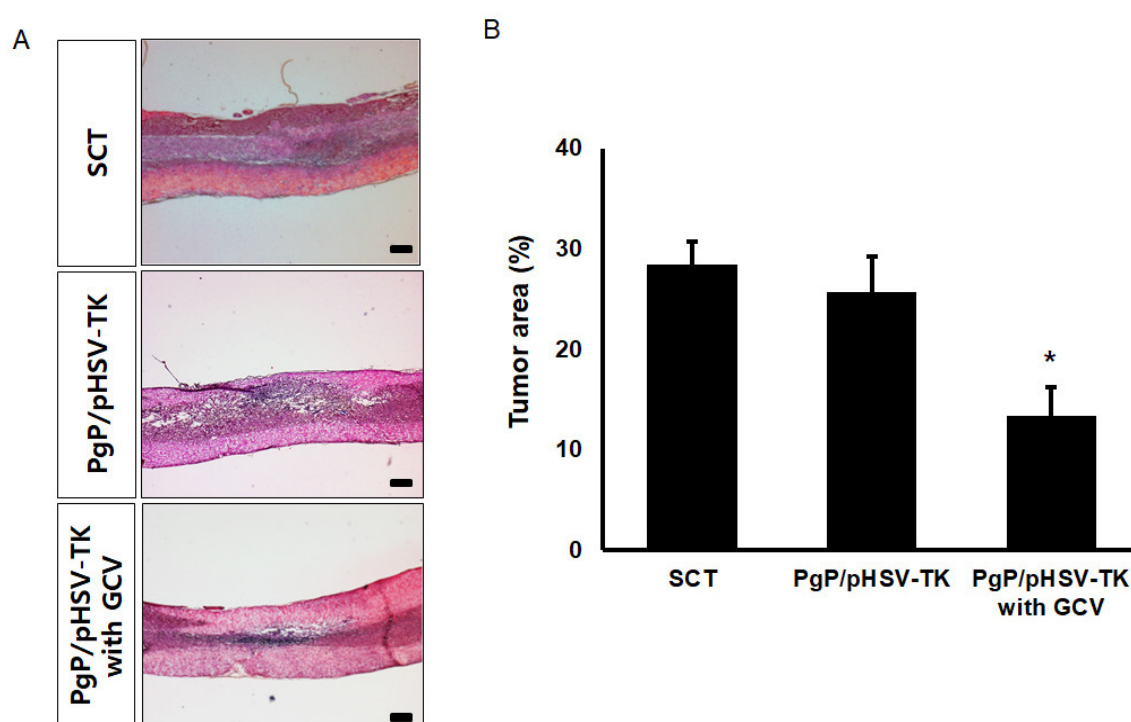 A
SCT
PgP/pHSV-TK
PgP/pHSV-TK
with GCV
B
Tumor area (%)
40
30
20
10
0
*
SCT
PgP/pHSV-TK
PgP/pHSV-TK
with GCV